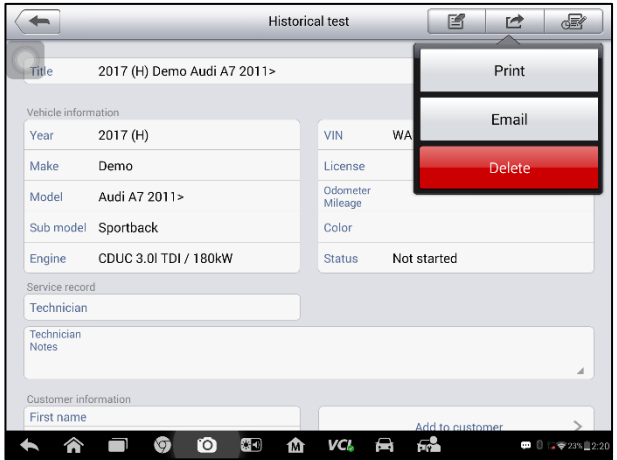 Historical test
Title 2017 (H) Demo Audi A7 2011>
Print
Email
Delete
Vehicle information
Year 2017 (H)
Make Demo
Model Audi A7 2011>
Sub model Sportback
Engine CDUC 3.0l TDI / 180kW
VIN WA
License
Odometer
Mileage
Color
Status Not started
Service record
Technician
Technician
Notes
Customer information
First name
Add to customer
M VCI 23% 2:20